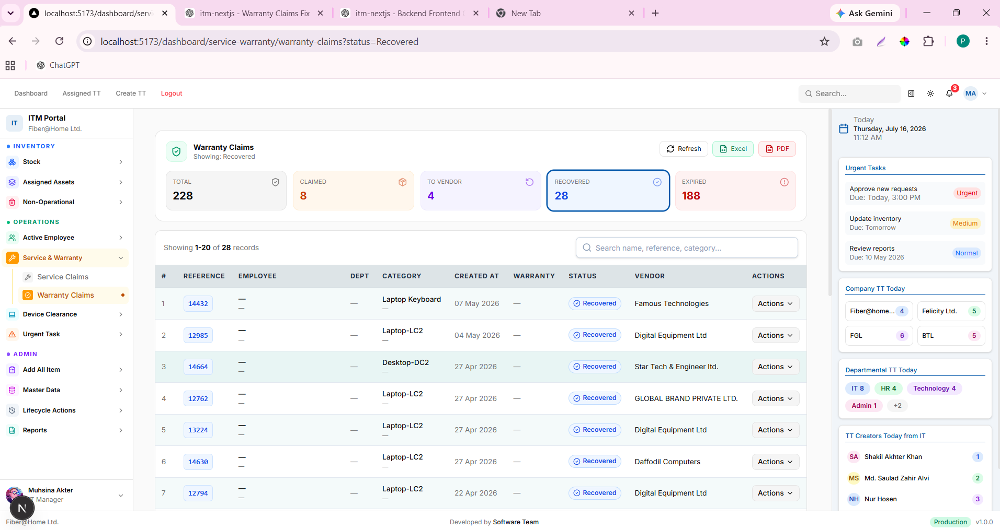 localhost:5173/dashboard/servi
itm-nextjs - Warranty Claims Fix
itm-nextjs - Backend Frontend
New Tab
Ask Gemini
localhost:5173/dashboard/service-warranty/warranty-claims?status=Recovered
P
ChatGPT
Dashboard
Assigned TT
Create TT
Logout
Search...
3
MA
IT
ITM Portal
Fiber@Home Ltd.
INVENTORY
Stock
Assigned Assets
Non-Operational
OPERATIONS
Active Employee
Service & Warranty
Service Claims
Warranty Claims
Device Clearance
Urgent Task
ADMIN
Add All Item
Master Data
Lifecycle Actions
Reports
Muhsina Akter
T Manager
N
Warranty Claims
Showing: Recovered
Refresh
Excel
PDF
TOTAL
228
CLAIMED
8
TO VENDOR
4
RECOVERED
28
EXPIRED
188
Showing 1-20 of 28 records
Search name, reference, category...
# REFERENCE EMPLOYEE DEPT CATEGORY CREATED AT WARRANTY STATUS VENDOR ACTIONS
1 14432 — — — Laptop Keyboard — 07 May 2026 — Recovered Famous Technologies Actions
2 12985 — — — Laptop-LC2 — 04 May 2026 — Recovered Digital Equipment Ltd Actions
3 14664 — — — Desktop-DC2 — 27 Apr 2026 — Recovered Star Tech & Engineer ltd. Actions
4 12762 — — — Laptop-LC2 — 27 Apr 2026 — Recovered GLOBAL BRAND PRIVATE LTD. Actions
5 13224 — — — Laptop-LC2 — 27 Apr 2026 — Recovered Digital Equipment Ltd Actions
6 14630 — — — Laptop-LC2 — 27 Apr 2026 — Recovered Daffodil Computers Actions
7 12794 — — — Laptop-LC2 — 22 Apr 2026 — Recovered Digital Equipment Ltd Actions
Today
Thursday, July 16, 2026
11:12 AM
Urgent Tasks
Approve new requests
Due: Today, 3:00 PM
Urgent
Update inventory
Due: Tomorrow
Medium
Review reports
Due: 10 May 2026
Normal
Company TT Today
Fiber@home... 4
Felicity Ltd. 5
FGL 6
BTL 5
Departmental TT Today
IT 8
HR 4
Technology 4
Admin 1
+2
TT Creators Today from IT
SA Shakil Akhter Khan 1
MS Md. Saulad Zahir Alvi 2
NH Nur Hosen 3
Fiber@Home Ltd.
Developed by Software Team
Production
v1.0.0